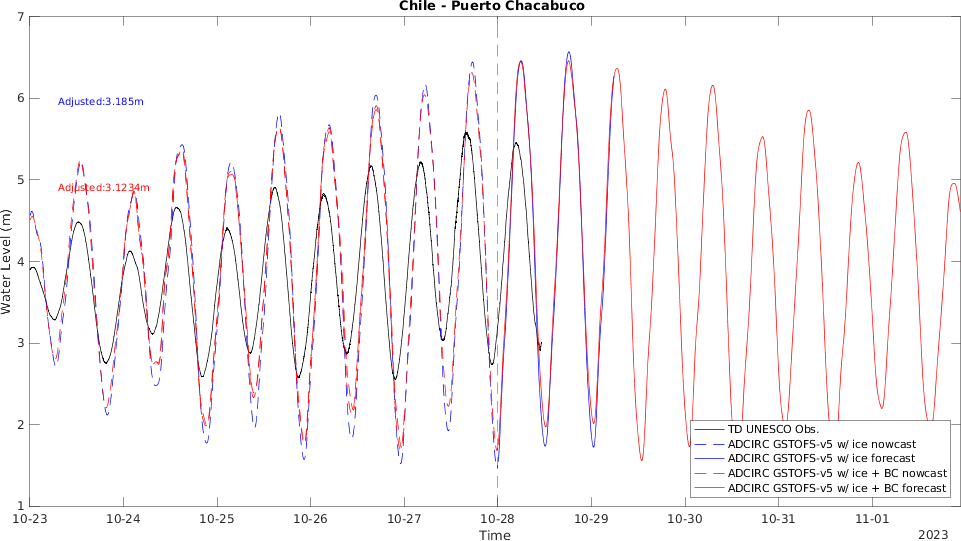 Chile - Puerto Chacabuco
7
6
5
4
3
2
1
Water Level (m)
Adjusted:3.185m
Adjusted:3.1234m
TD UNESCO Obs.
ADCIRC GSTOFS-v5 w/ ice nowcast
ADCIRC GSTOFS-v5 w/ ice forecast
ADCIRC GSTOFS-v5 w/ ice + BC nowcast
ADCIRC GSTOFS-v5 w/ ice + BC forecast
10-23 10-24 10-25 10-26 10-27 10-28 10-29 10-30 10-31 11-01
Time
2023